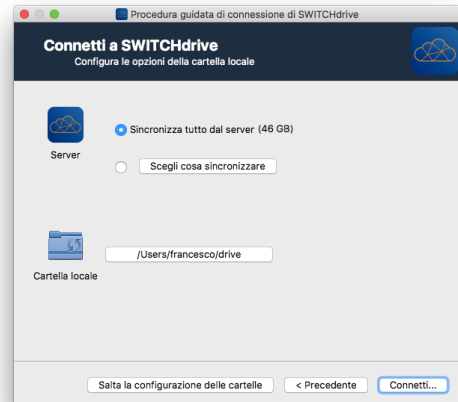 Procedura guidata di connessione di SWITCHdrive
Connetti a SWITCHdrive
Configura le opzioni della cartella locale
Sincronizza tutto dal server (46 GB)
Server
Scegli cosa sincronizzare
/Users/francesco/drive
Cartella locale
Salta la configurazione delle cartelle
< Precedente
Connetti...